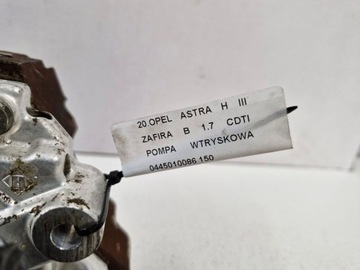 20.OPEL ASTRA H III
ZAFIRA B 1.7 CDTI
POMPA WTRYSKOWA
0445010086 150